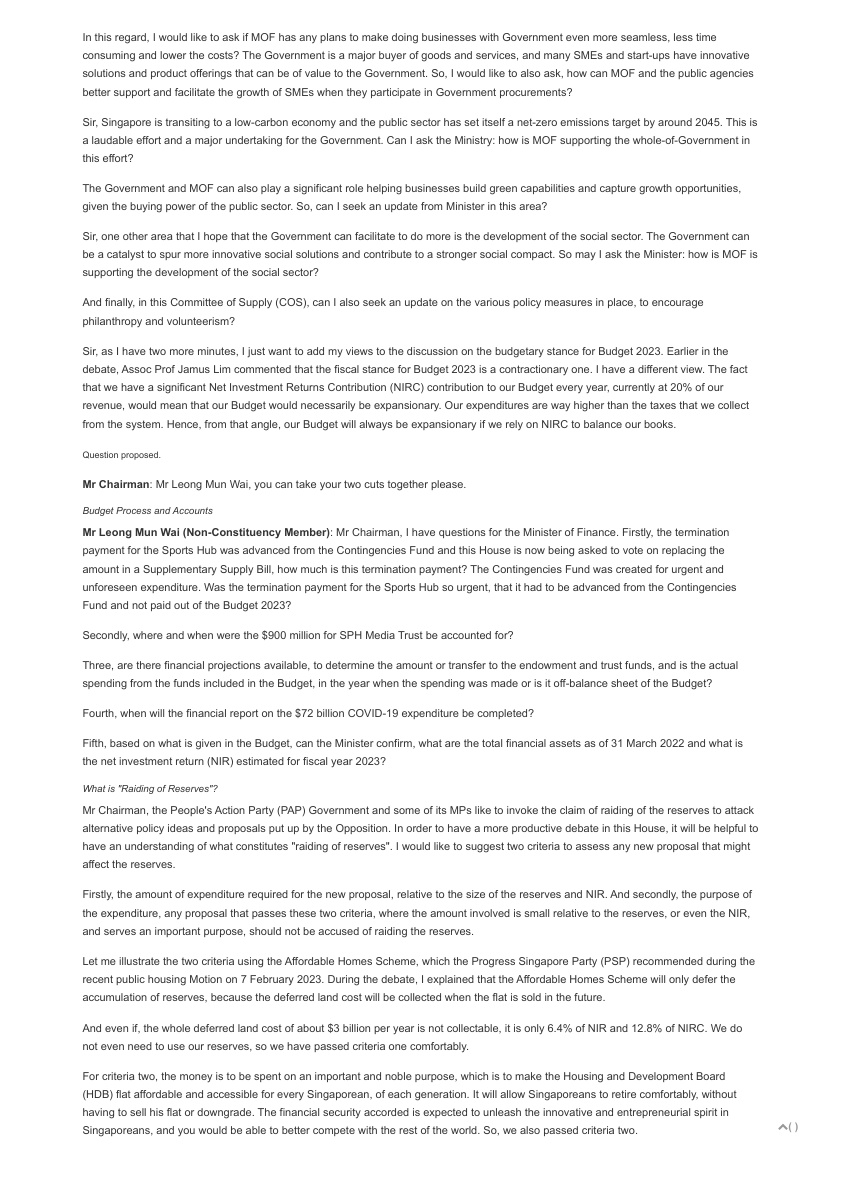 In this regard, I would like to ask if MOF has any plans to make doing businesses with Government even more seamless, less time
consuming and lower the costs? The Government is a major buyer of goods and services, and many SMEs and start-ups have innovative
solutions and product offerings that can be of value to the Government. So, I would like to also ask, how can MOF and the public agencies
better support and facilitate the growth of SMEs when they participate in Government procurements?
Sir, Singapore is transiting to a low-carbon economy and the public sector has set itself a net-zero emissions target by around 2045. This is
a laudable effort and a major undertaking for the Government. Can I ask the Ministry: how is MOF supporting the whole-of-Government in
this effort?
The Government and MOF can also play a significant role helping businesses build green capabilities and capture growth opportunities,
given the buying power of the public sector. So, can I seek an update from Minister in this area?
Sir, one other area that I hope that the Government can facilitate to do more is the development of the social sector. The Government can
be a catalyst to spur more innovative social solutions and contribute to a stronger social compact. So may I ask the Minister: how is MOF is
supporting the development of the social sector?
And finally, in this Committee of Supply (COS), can I also seek an update on the various policy measures in place, to encourage
philanthropy and volunteerism?
Sir, as I have two more minutes, I just want to add my views to the discussion on the budgetary stance for Budget 2023. Earlier in the
debate, Assoc Prof Jamus Lim commented that the fiscal stance for Budget 2023 is a contractionary one. I have a different view. The fact
that we have a significant Net Investment Returns Contribution (NIRC) contribution to our Budget every year, currently at 20% of our
revenue, would mean that our Budget would necessarily be expansionary. Our expenditures are way higher than the taxes that we collect
from the system. Hence, from that angle, our Budget will always be expansionary if we rely on NIRC to balance our books.
Question proposed.
Mr Chairman: Mr Leong Mun Wai, you can take your two cuts together please.
Budget Process and Accounts
Mr Leong Mun Wai (Non-Constituency Member): Mr Chairman, I have questions for the Minister of Finance. Firstly, the termination
payment for the Sports Hub was advanced from the Contingencies Fund and this House is now being asked to vote on replacing the
amount in a Supplementary Supply Bill, how much is this termination payment? The Contingencies Fund was created for urgent and
unforeseen expenditure. Was the termination payment for the Sports Hub so urgent, that it had to be advanced from the Contingencies
Fund and not paid out of the Budget 2023?
Secondly, where and when were the $900 million for SPH Media Trust be accounted for?
Three, are there financial projections available, to determine the amount or transfer to the endowment and trust funds, and is the actual
spending from the funds included in the Budget, in the year when the spending was made or is it off-balance sheet of the Budget?
Fourth, when will the financial report on the $72 billion COVID-19 expenditure be completed?
Fifth, based on what is given in the Budget, can the Minister confirm, what are the total financial assets as of 31 March 2022 and what is
the net investment return (NIR) estimated for fiscal year 2023?
What is "Raiding of Reserves"?
Mr Chairman, the People's Action Party (PAP) Government and some of its MPs like to invoke the claim of raiding of the reserves to attack
alternative policy ideas and proposals put up by the Opposition. In order to have a more productive debate in this House, it will be helpful to
have an understanding of what constitutes "raiding of reserves". I would like to suggest two criteria to assess any new proposal that might
affect the reserves.
Firstly, the amount of expenditure required for the new proposal, relative to the size of the reserves and NIR. And secondly, the purpose of
the expenditure, any proposal that passes these two criteria, where the amount involved is small relative to the reserves, or even the NIR,
and serves an important purpose, should not be accused of raiding the reserves.
Let me illustrate the two criteria using the Affordable Homes Scheme, which the Progress Singapore Party (PSP) recommended during the
recent public housing Motion on 7 February 2023. During the debate, I explained that the Affordable Homes Scheme will only defer the
accumulation of reserves, because the deferred land cost will be collected when the flat is sold in the future.
And even if, the whole deferred land cost of about $3 billion per year is not collectable, it is only 6.4% of NIR and 12.8% of NIRC. We do
not even need to use our reserves, so we have passed criteria one comfortably.
For criteria two, the money is to be spent on an important and noble purpose, which is to make the Housing and Development Board
(HDB) flat affordable and accessible for every Singaporean, of each generation. It will allow Singaporeans to retire comfortably, without
having to sell his flat or downgrade. The financial security accorded is expected to unleash the innovative and entrepreneurial spirit in
Singaporeans, and you would be able to better compete with the rest of the world. So, we also passed criteria two.
( )